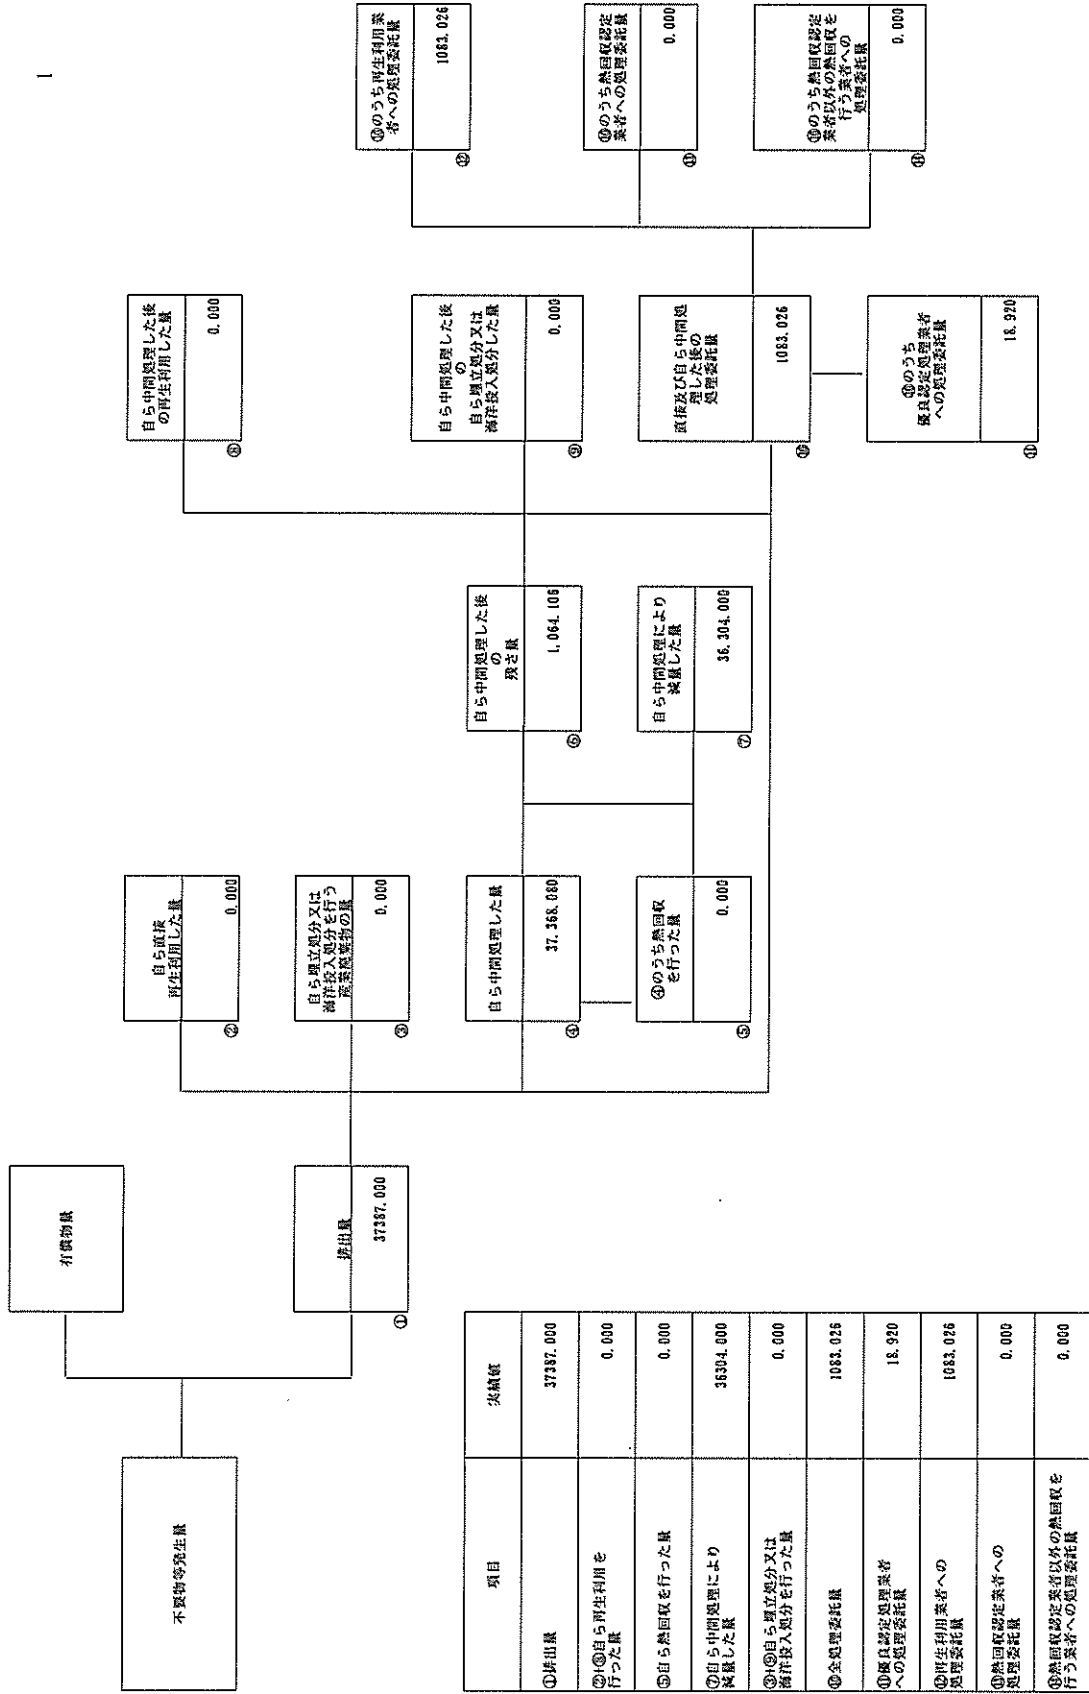 1
不要物等発生量
有償物量
排出量
37387.000
①
自ら直接
再生利用した量
0.000
②
自ら埋立処分又は
海洋投入処分を行う
産業廃棄物の量
0.000
③
自ら中間処理した量
37,368.080
④
④のうち熱回収
を行った量
0.000
⑤
自ら中間処理した後
の
残さ量
1,064.106
⑥
自ら中間処理により
減量した量
36,304.000
⑦
自ら中間処理した後
の再生利用した量
0.000
⑧
自ら中間処理した後
の
自ら埋立処分又は
海洋投入処分した量
0.000
⑨
直接及び自ら中間処
理した後の
処理委託量
1083.026
⑩
⑩のうち
優良認定処理業者
への処理委託量
18.920
⑪
⑩のうち再生利用業
者への処理委託量
1083.026
⑫
⑩のうち熱回収認定
業者への処理委託量
0.000
⑬
⑩のうち熱回収認定
業者以外の熱回収を
行う業者への
処理委託量
0.000
⑭
項目
実績値
①排出量
37387.000
②+⑧自ら再生利用を
行った量
0.000
⑤自ら熱回収を行った量
0.000
⑦自ら中間処理により
減量した量
36304.000
③+⑨自ら埋立処分又は
海洋投入処分を行った量
0.000
⑩全処理委託量
1083.026
⑪優良認定処理業者
への処理委託量
18.920
⑫再生利用業者への
処理委託量
1083.026
⑬熱回収認定業者への
処理委託量
0.000
⑭熱回収認定業者以外の熱回収を
行う業者への処理委託量
0.000